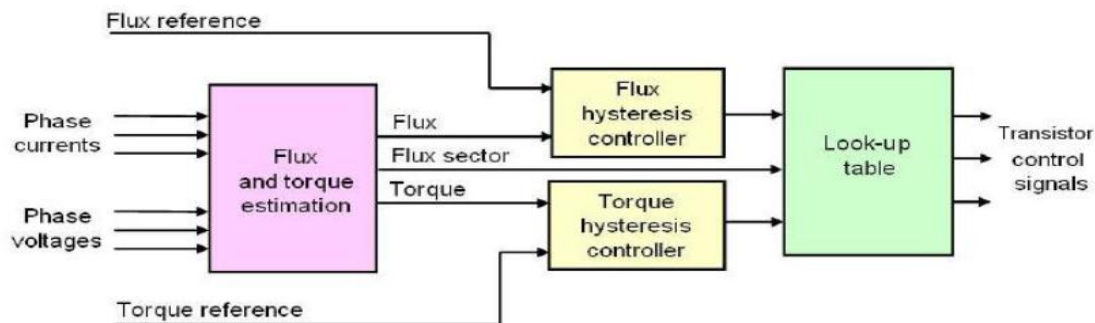 Flux reference
Phase
currents
Phase
voltages
Flux
and torque
estimation
Flux
Flux sector
Torque
Flux
hysteresis
controller
Torque
hysteresis
controller
Look-up
table
Transistor
control
signals
Torque reference